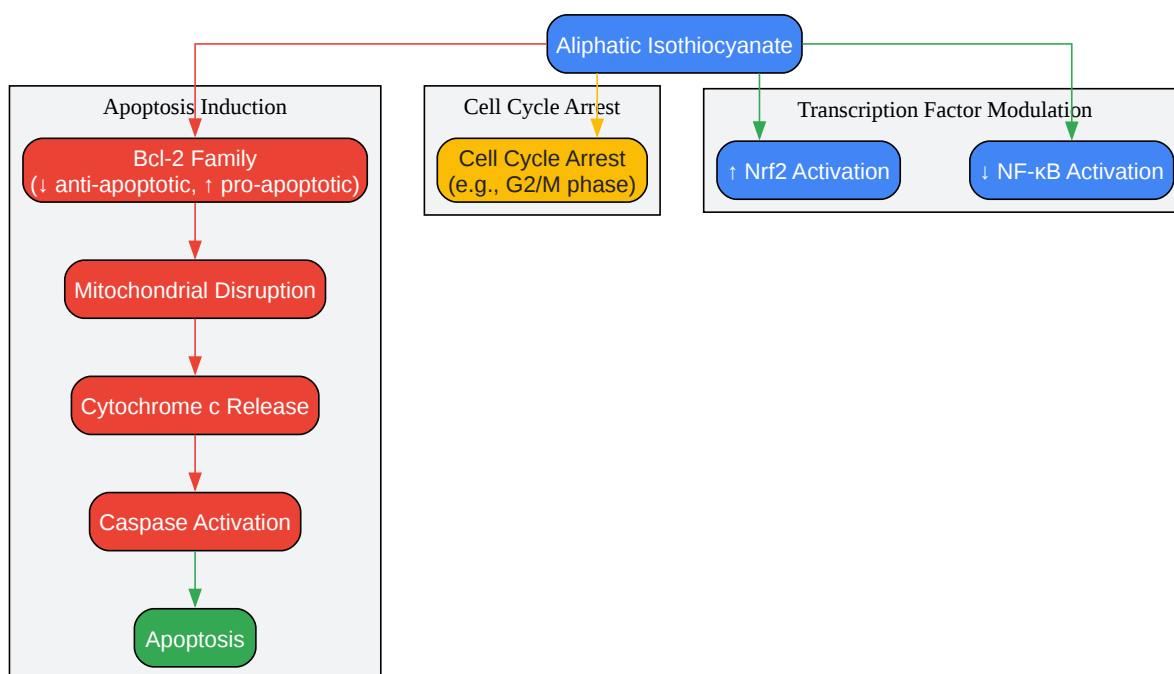 Aliphatic Isothiocyanate
Apoptosis Induction
Bcl-2 Family
(↓ anti-apoptotic, ↑ pro-apoptotic)
Mitochondrial Disruption
Cytochrome c Release
Caspase Activation
Apoptosis
Cell Cycle Arrest
Cell Cycle Arrest
(e.g., G2/M phase)
Transcription Factor Modulation
↑ Nrf2 Activation
↓ NF-κB Activation